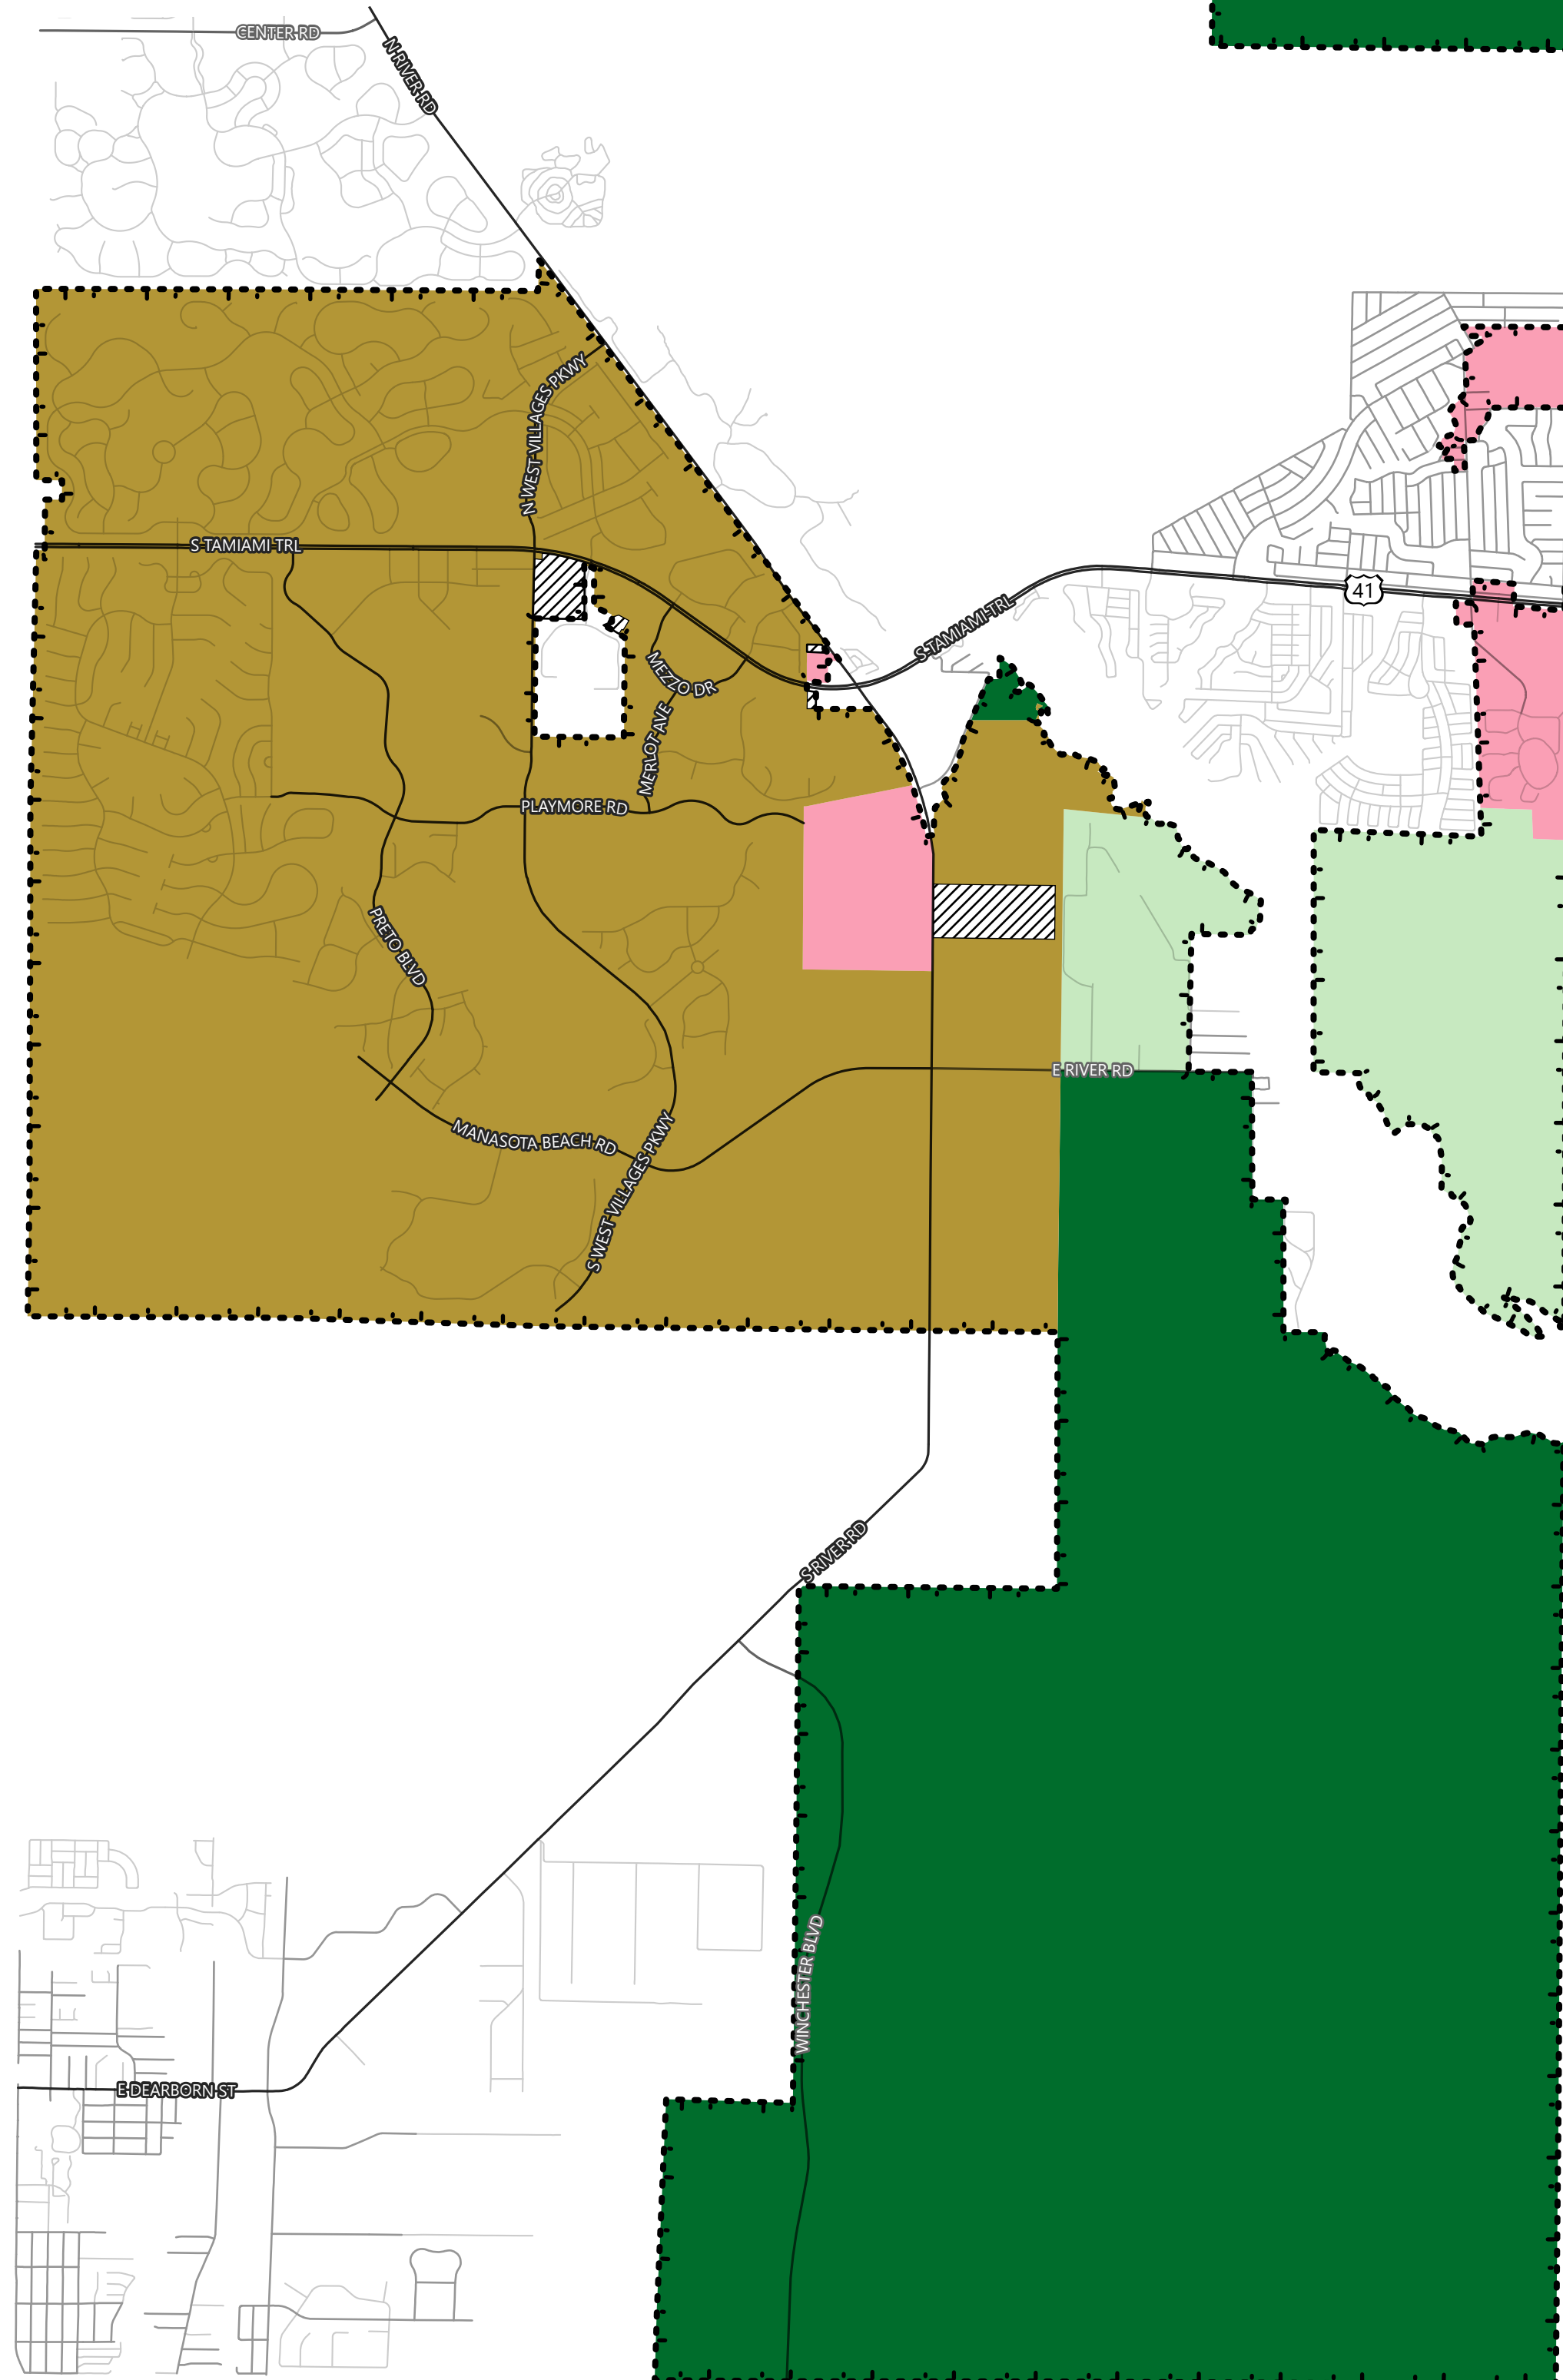 CENTER RD
N RIVER RD
N WEST VILLAGES PKWY
S TAMIAMI TRL
S TAMIAMI TRL
41
MEZZO DR
MERLOT AVE
PLAYMORE RD
PRETO BLVD
E RIVER RD
MANASOTA BEACH RD
S WEST VILLAGES PKWY
S RIVER RD
WINCHESTER BLVD
E DEARBORN ST